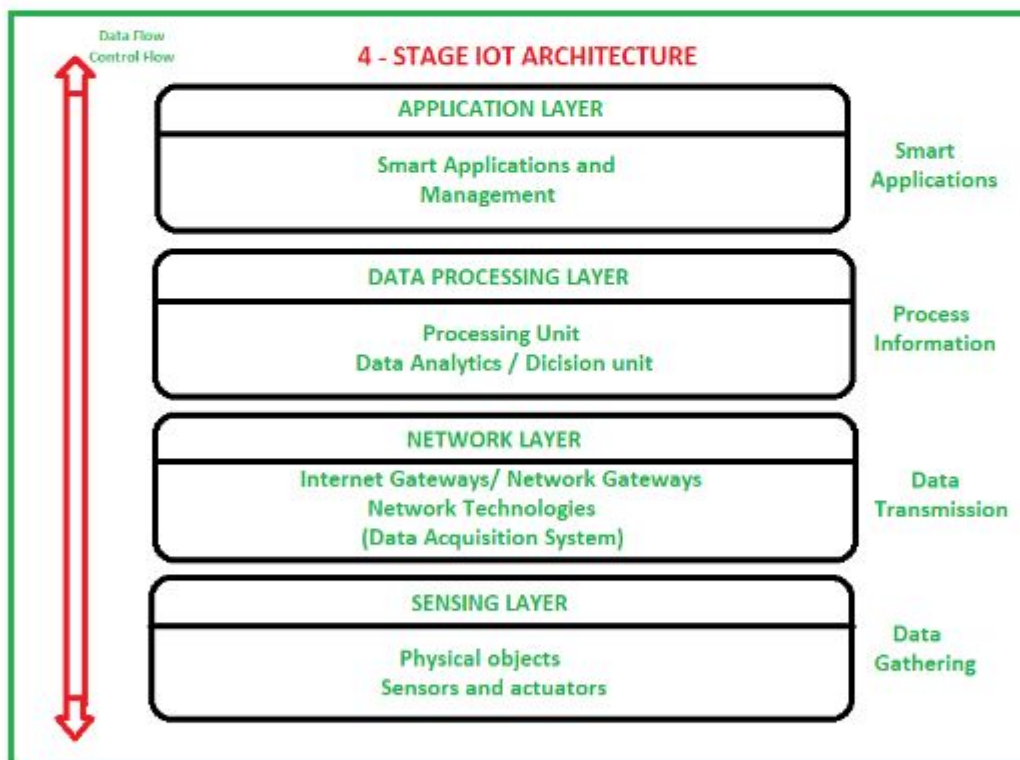 Data Flow
Control Flow
4 - STAGE IOT ARCHITECTURE
APPLICATION LAYER
Smart Applications and
Management
Smart
Applications
DATA PROCESSING LAYER
Processing Unit
Data Analytics / Dicision unit
Process
Information
NETWORK LAYER
Internet Gateways/ Network Gateways
Network Technologies
(Data Acquisition System)
Data
Transmission
SENSING LAYER
Physical objects
Sensors and actuators
Data
Gathering